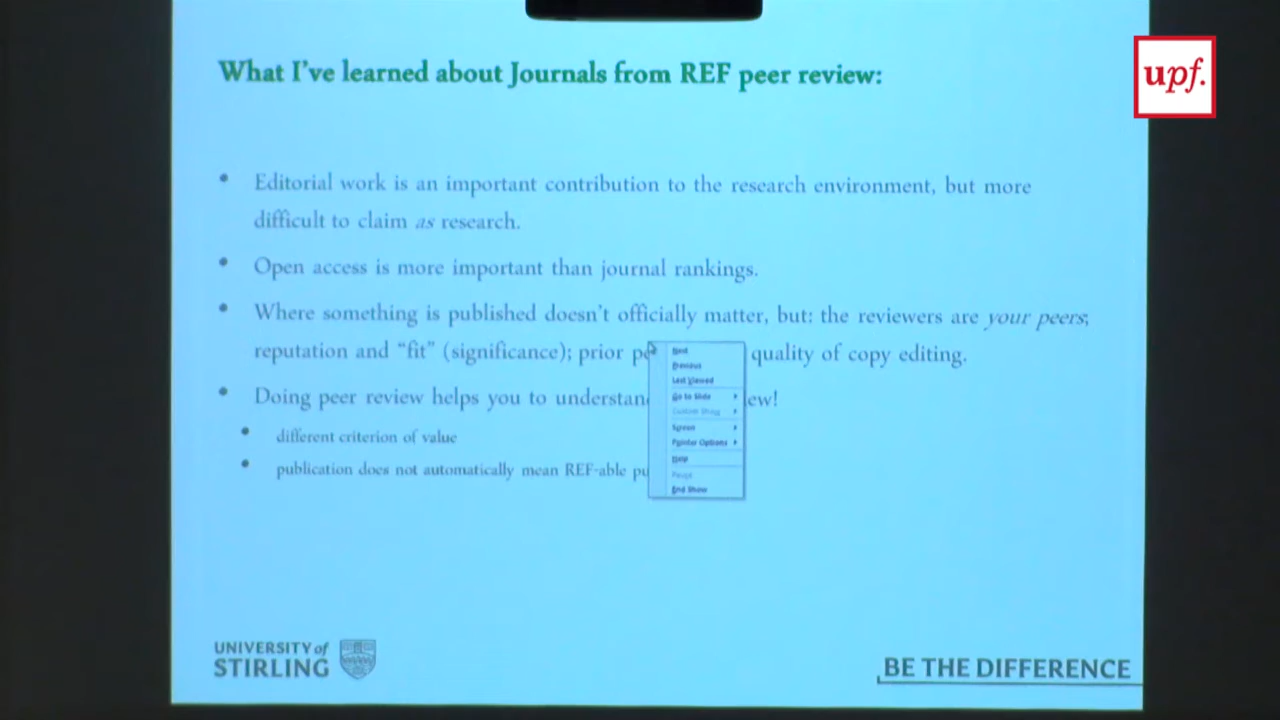 upf.
What I've learned about Journals from REF peer review:
• Editorial work is an important contribution to the research environment, but more
difficult to claim as research.
• Open access is more important than journal rankings.
• Where something is published doesn't officially matter, but: the reviewers are your peers;
reputation and “fit” (significance); prior pe quality of copy editing.
• Doing peer review helps you to understan ew!
• different criterion of value
• publication does not automatically mean REF-able pu
Next
Previous
Last Viewed
Go to Slide
Custom Show
Screen
Pointer Options
Help
Pause
End Show
UNIVERSITY of
STIRLING
BE THE DIFFERENCE